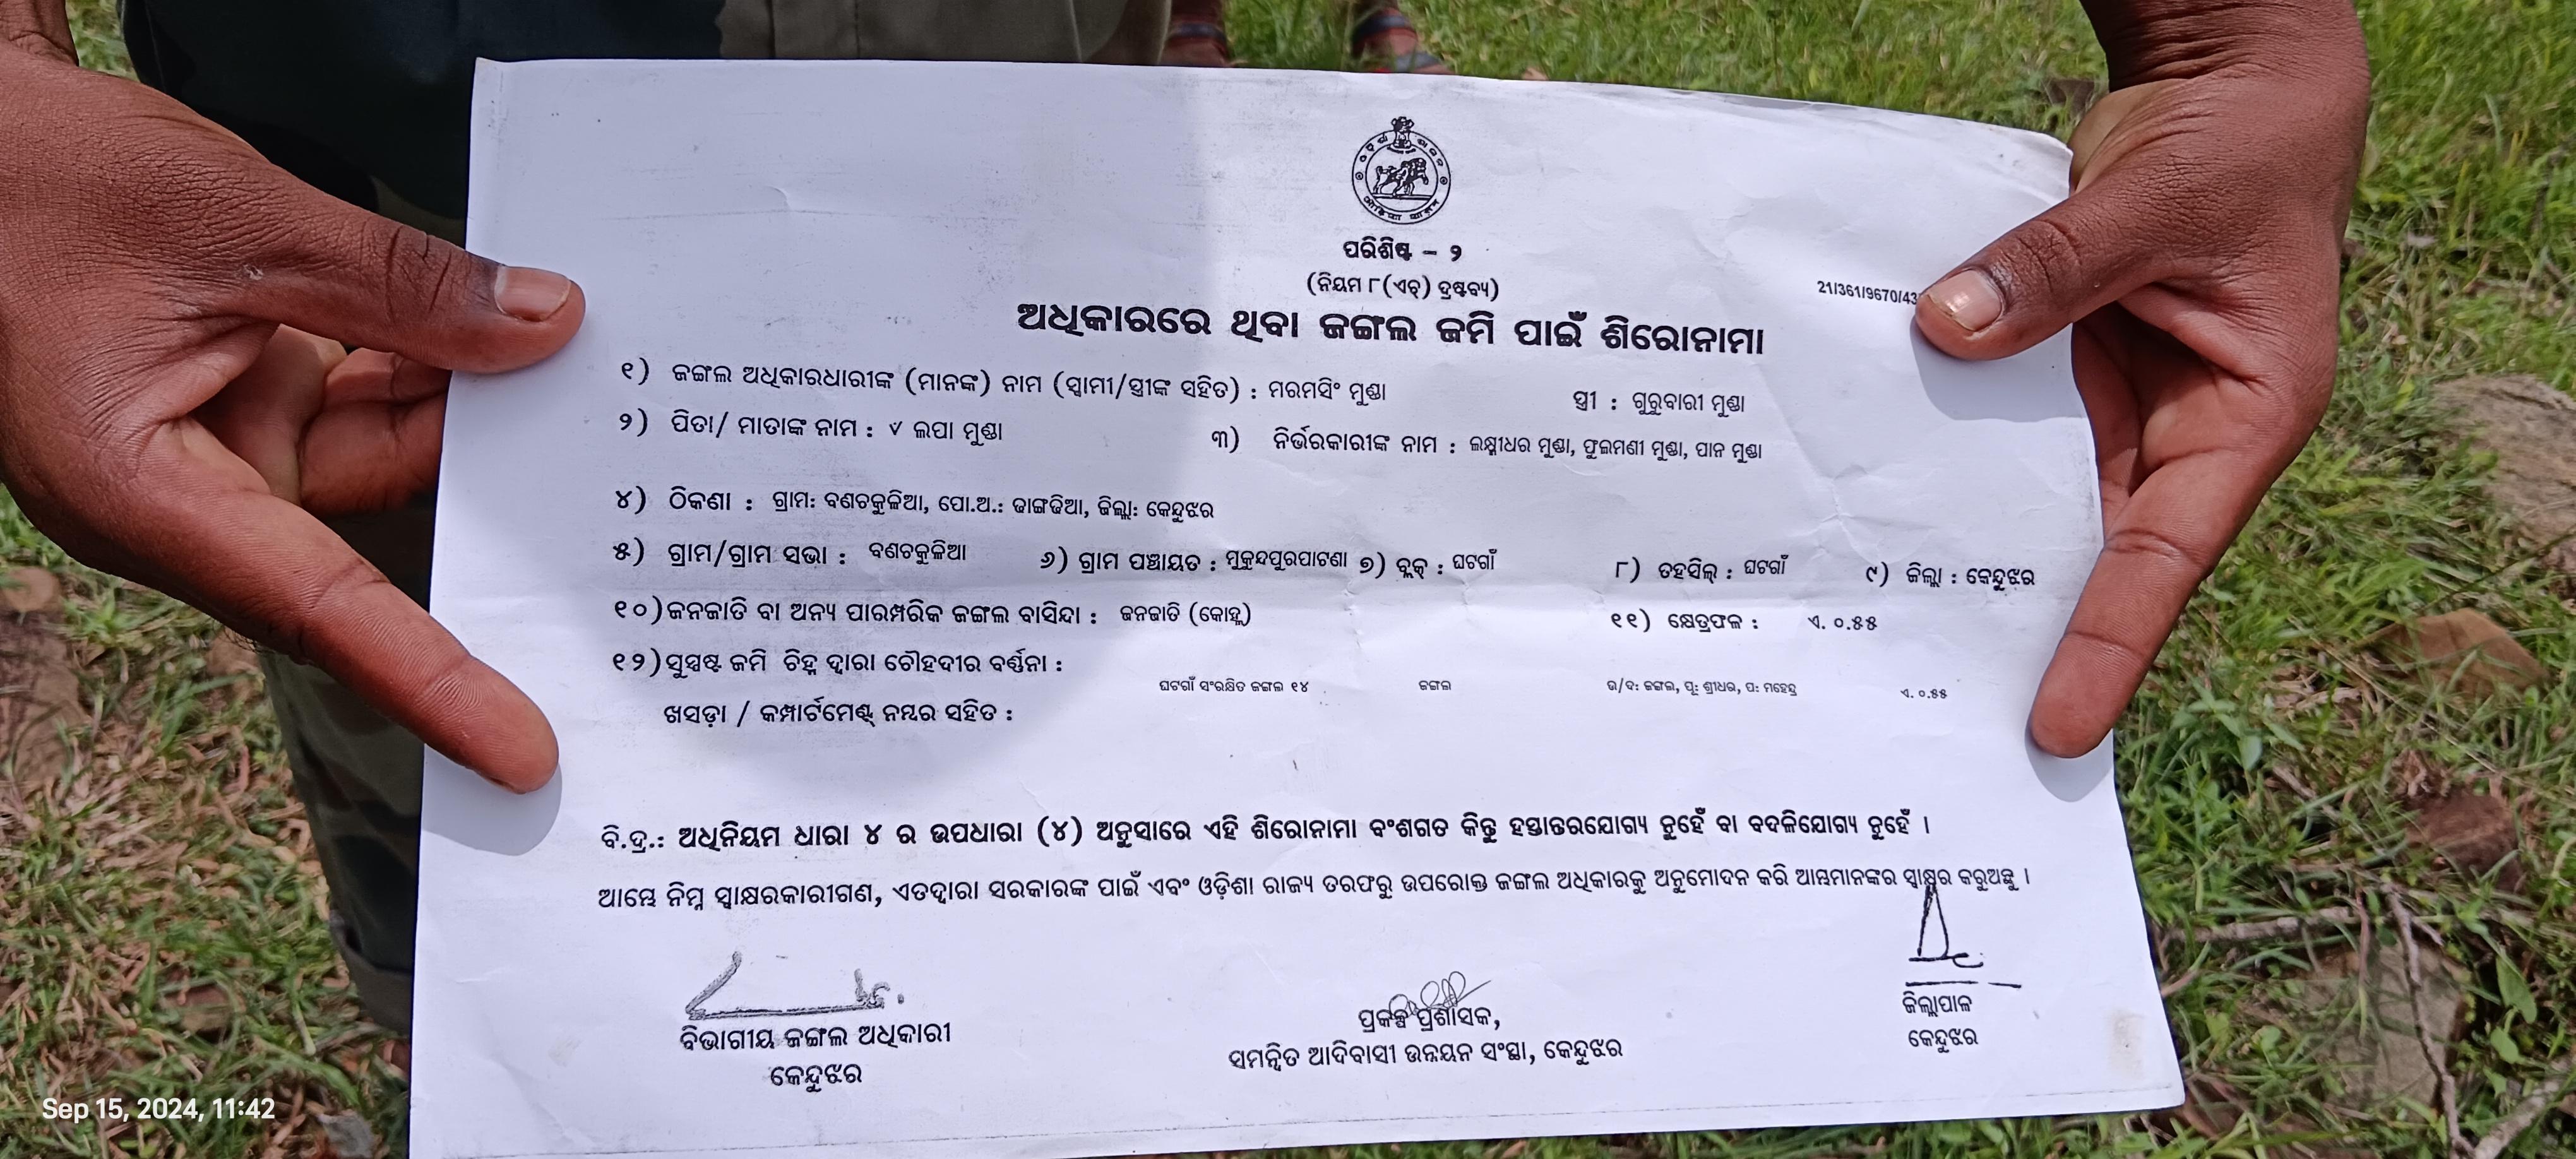 ପରିଶିଷ୍ଟ – ୨
(ନିୟମ ୮(ଏଚ୍) ଦ୍ରଷ୍ଟବ୍ୟ)
21/361/9670/43
ଅଧିକାରରେ ଥିବା ଜଙ୍ଗଲ ଜମି ପାଇଁ ଶିରୋନାମା
୧) ଜଙ୍ଗଲ ଅଧିକାରଧାରୀଙ୍କ (ମାନଙ୍କ) ନାମ (ସ୍ୱାମୀ/ସ୍ତ୍ରୀଙ୍କ ସହିତ) : ମରମସିଂ ମୁଣ୍ଡା ସ୍ତ୍ରୀ : ଗୁରୁବାରୀ ମୁଣ୍ଡା
୨) ପିତା/ ମାତାଙ୍କ ନାମ : ୰ ଲପା ମୁଣ୍ଡା ୩) ନିର୍ଭରକାରୀଙ୍କ ନାମ : ଲକ୍ଷ୍ମୀଧର ମୁଣ୍ଡା, ଫୁଲମଣୀ ମୁଣ୍ଡା, ପାନ ମୁଣ୍ଡା
୪) ଠିକଣା : ଗ୍ରାମ: ବଣଚକୁଳିଆ, ପୋ.ଅ.: ଢାଙ୍ଗଡିଆ, ଜିଲ୍ଲା: କେନ୍ଦୁଝର
୫) ଗ୍ରାମ/ଗ୍ରାମ ସଭା : ବଣଚକୁଳିଆ ୬) ଗ୍ରାମ ପଞ୍ଚାୟତ : ମୁକୁନ୍ଦପୁରପାଟଣା ୭) ବ୍ଲକ୍ : ଘଟଗାଁ ୮) ତହସିଲ୍ : ଘଟଗାଁ ୯) ଜିଲ୍ଲା : କେନ୍ଦୁଝର
୧୦) ଜନଜାତି ବା ଅନ୍ୟ ପାରମ୍ପରିକ ଜଙ୍ଗଲ ବାସିନ୍ଦା : ଜନଜାତି (କୋହ୍ଲ) ୧୧) କ୍ଷେତ୍ରଫଳ : ଏ. ୦.୫୫
୧୨) ସୁସ୍ପଷ୍ଟ ଜମି ଚିହ୍ନ ଦ୍ୱାରା ଚୌହଦୀର ବର୍ଣ୍ଣନା :
ଘଟଗାଁ ସଂରକ୍ଷିତ ଜଙ୍ଗଲ ୧୪ ଜଙ୍ଗଲ ଉ/ଦ: ଜଙ୍ଗଲ, ପୂ: ଶ୍ରୀଧର, ପ: ମହେନ୍ଦ୍ର ଏ. ୦.୫୫
ଖସଡ଼ା / କମ୍ପାର୍ଟମେଣ୍ଟ୍ ନମ୍ବର ସହିତ :
ବି.ଦ୍ର.: ଅଧିନିୟମ ଧାରା ୪ ର ଉପଧାରା (୪) ଅନୁସାରେ ଏହି ଶିରୋନାମା ବଂଶଗତ କିନ୍ତୁ ହସ୍ତାନ୍ତରଯୋଗ୍ୟ ନୁହେଁ ବା ବଦଳିଯୋଗ୍ୟ ନୁହେଁ ।
ଆମ୍ଭେ ନିମ୍ନ ସ୍ୱାକ୍ଷରକାରୀଗଣ, ଏତଦ୍ୱାରା ସରକାରଙ୍କ ପାଇଁ ଏବଂ ଓଡ଼ିଶା ରାଜ୍ୟ ତରଫରୁ ଉପରୋକ୍ତ ଜଙ୍ଗଲ ଅଧିକାରକୁ ଅନୁମୋଦନ କରି ଆମ୍ଭମାନଙ୍କର ସ୍ୱାକ୍ଷର କରୁଅଛୁ ।
ବିଭାଗୀୟ ଜଙ୍ଗଲ ଅଧିକାରୀ
କେନ୍ଦୁଝର
ପ୍ରକଳ୍ପ ପ୍ରଶାସକ,
ସମନ୍ୱିତ ଆଦିବାସୀ ଉନ୍ନୟନ ସଂସ୍ଥା, କେନ୍ଦୁଝର
ଜିଲ୍ଲାପାଳ
କେନ୍ଦୁଝର
Sep 15, 2024, 11:42